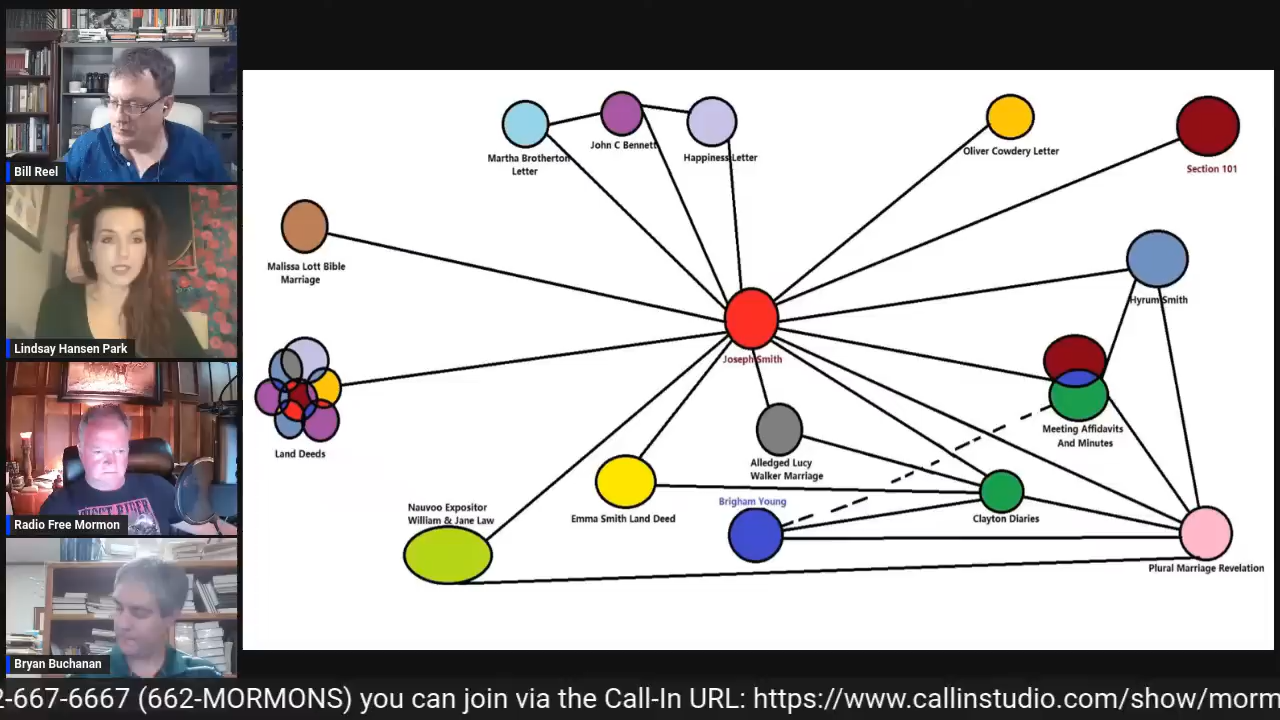 Bill Reel
Lindsay Hansen Park
Radio Free Mormon
Bryan Buchanan
Martha Brotherton
Letter
John C Bennett
Happiness Letter
Oliver Cowdery Letter
Section 101
Malissa Lott Bible
Marriage
Hyrum Smith
Joseph Smith
Land Deeds
Meeting Affidavits
And Minutes
Alledged Lucy
Walker Marriage
Nauvoo Expositor
William & Jane Law
Emma Smith Land Deed
Brigham Young
Clayton Diaries
Plural Marriage Revelation
2-667-6667 (662-MORMONS) you can join via the Call-In URL: https://www.callinstudio.com/show/morm